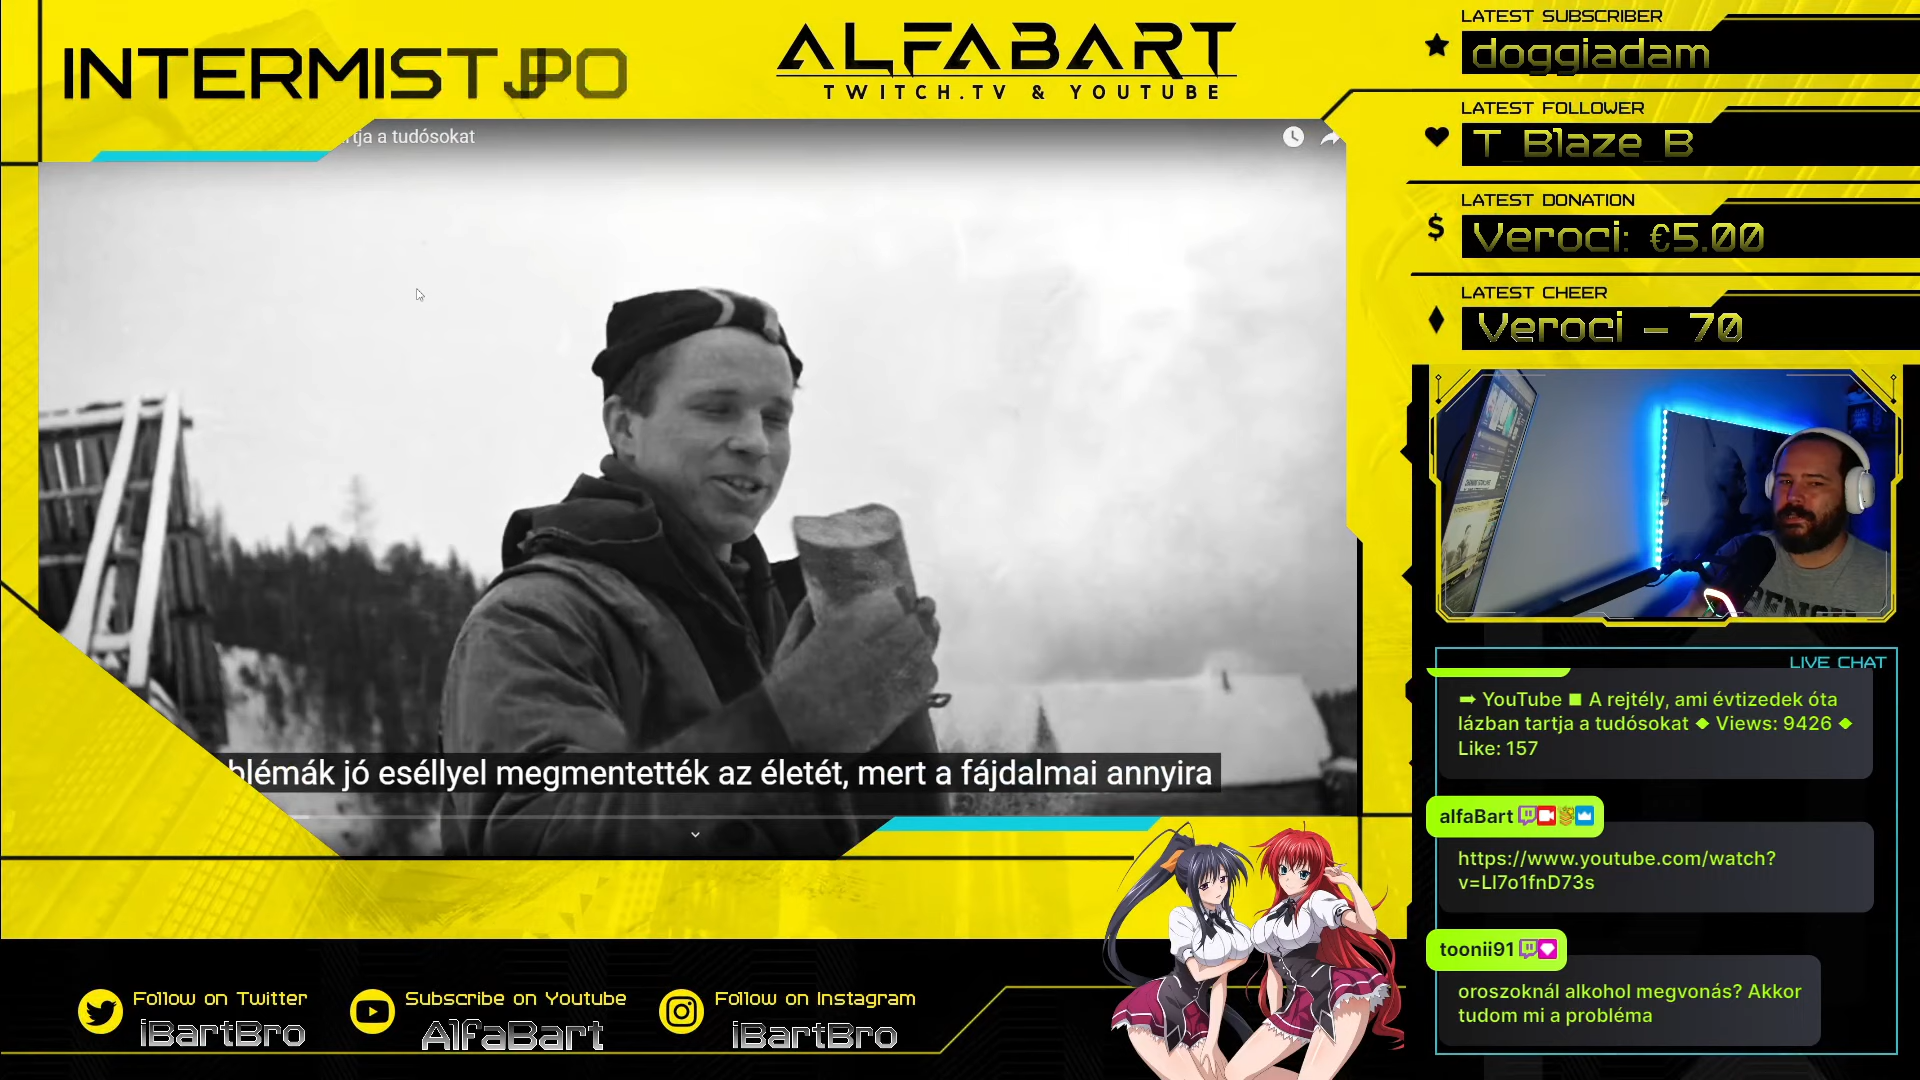 INTERMIST
ALFABART
TWITCH.TV & YOUTUBE
tja a tudósokat
blémák jó eséllyel megmentették az életét, mert a fájdalmai annyira
LATEST SUBSCRIBER
doggiadam
LATEST FOLLOWER
T_Blaze_B
LATEST DONATION
Veroci: €5.00
LATEST CHEER
Veroci - 70
LIVE CHAT
➡ YouTube ■ A rejtély, ami évtizedek óta
lázban tartja a tudósokat ◆ Views: 9426 ◆
Like: 157
alfaBart
https://www.youtube.com/watch?
v=LI7o1fnD73s
toonii91
oroszoknál alkohol megvonás? Akkor
tudom mi a probléma
Follow on Twitter
iBartBro
Subscribe on Youtube
AlfaBart
Follow on Instagram
iBartBro